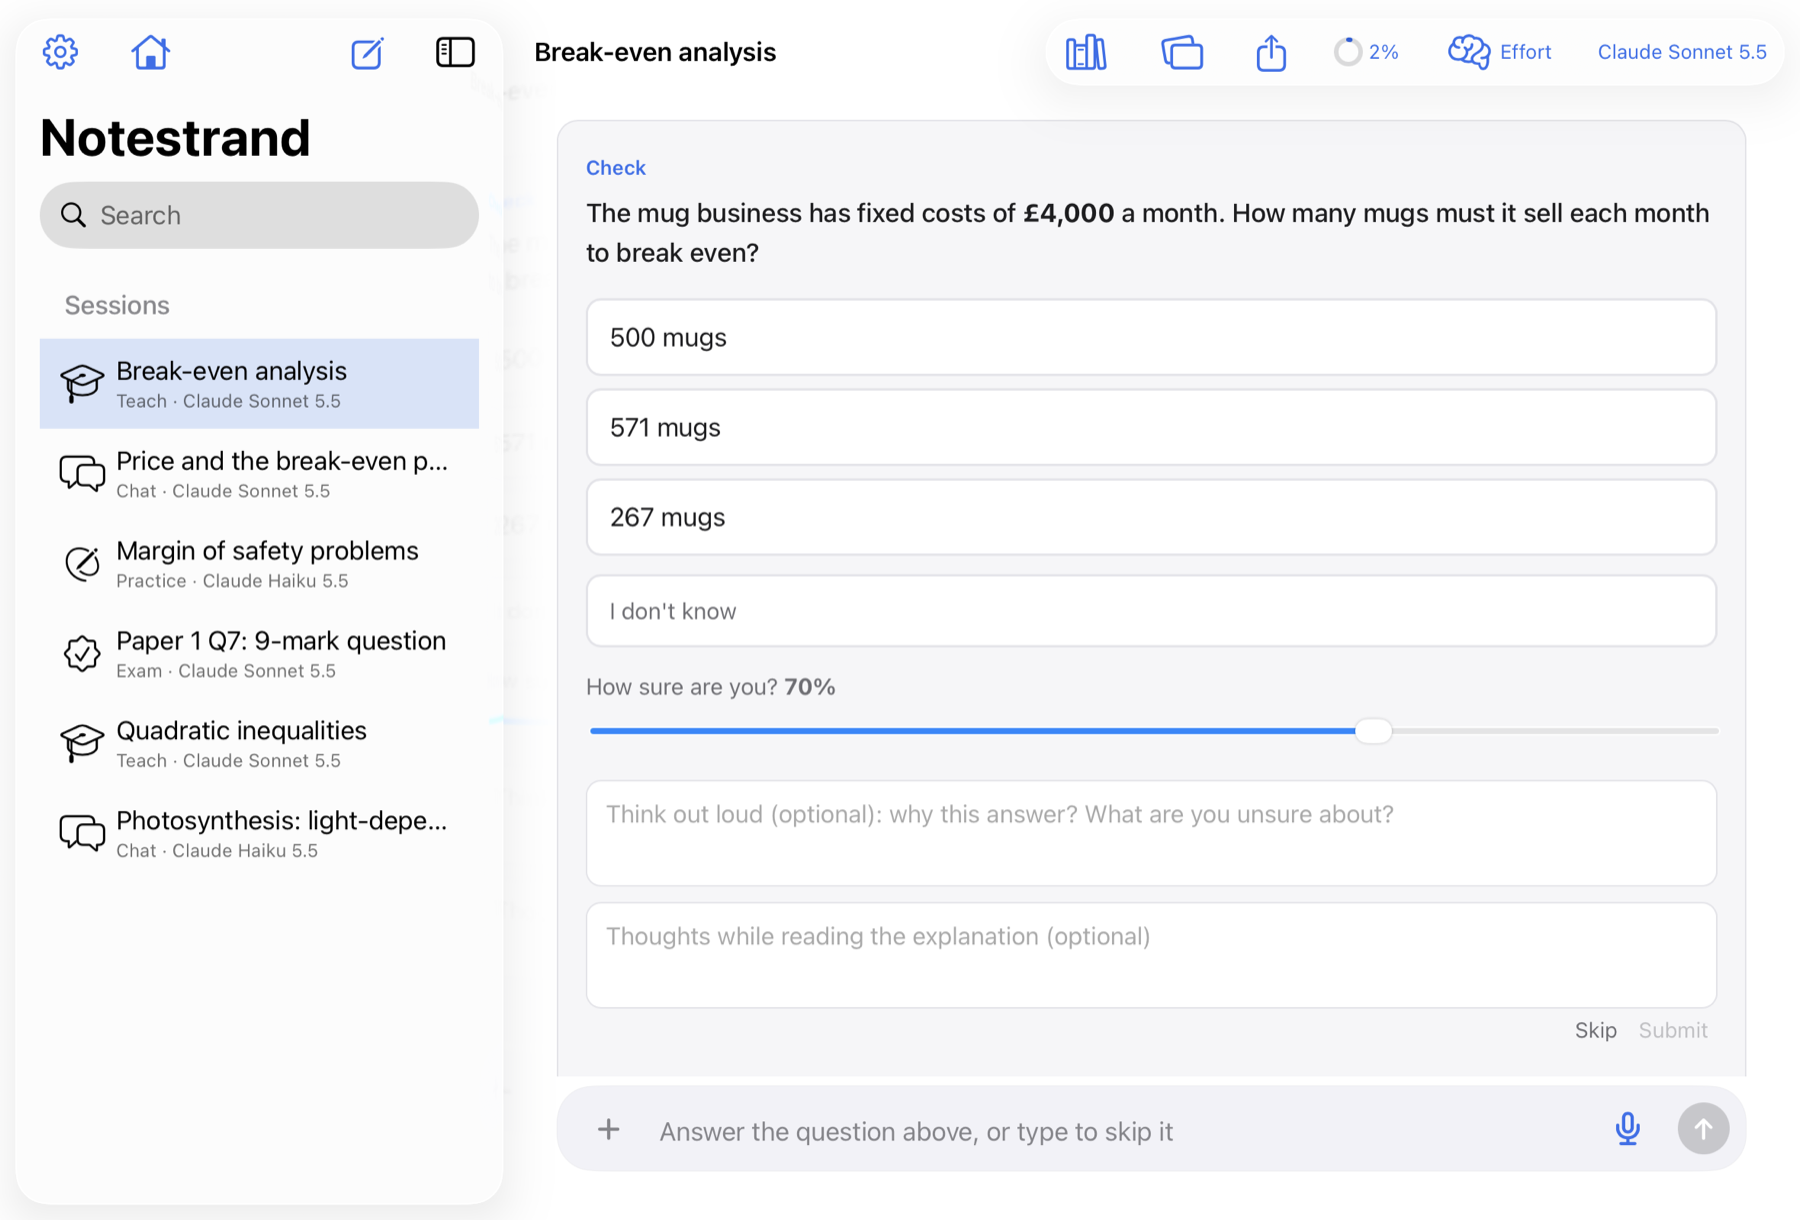 Notestrand
Search
Sessions
Break-even analysis
Teach · Claude Sonnet 5.5
Price and the break-even p...
Chat · Claude Sonnet 5.5
Margin of safety problems
Practice · Claude Haiku 5.5
Paper 1 Q7: 9-mark question
Exam · Claude Sonnet 5.5
Quadratic inequalities
Teach · Claude Sonnet 5.5
Photosynthesis: light-depe...
Chat · Claude Haiku 5.5
Break-even analysis
2%
Effort
Claude Sonnet 5.5
Check
The mug business has fixed costs of £4,000 a month. How many mugs must it sell each month
to break even?
500 mugs
571 mugs
267 mugs
I don't know
How sure are you? 70%
Think out loud (optional): why this answer? What are you unsure about?
Thoughts while reading the explanation (optional)
Skip
Submit
Answer the question above, or type to skip it